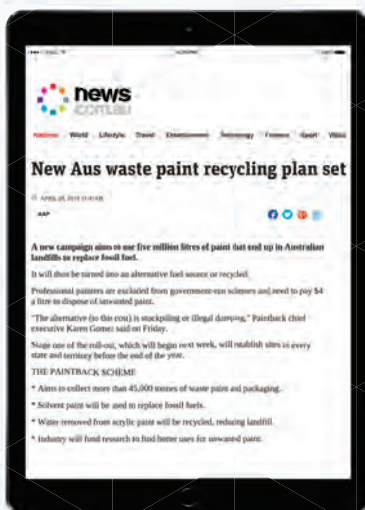 news
.com.au
National World Lifestyle Travel Entertainment Technology Finance Sport Video
New Aus waste paint recycling plan set
APRIL 29, 2016
AAP
A new campaign aims to use five million litres of paint that end up in Australian
landfills to replace fossil fuel.
It will then be turned into an alternative fuel source or recycled.
Professional painters are excluded from government-run schemes and need to pay $4
a litre to dispose of unwanted paint.
"The alternative (to this cost) is stockpiling or illegal dumping," Paintback chief
executive Karen Gomez said on Friday.
Stage one of the roll-out, which will begin next week, will establish sites in every
state and territory before the end of the year.
THE PAINTBACK SCHEME
* Aims to collect more than 45,000 tonnes of waste paint and packaging.
* Solvent paint will be used to replace fossil fuels.
* Water removed from acrylic paint will be recycled, reducing landfill.
* Industry will fund research to find better uses for unwanted paint.